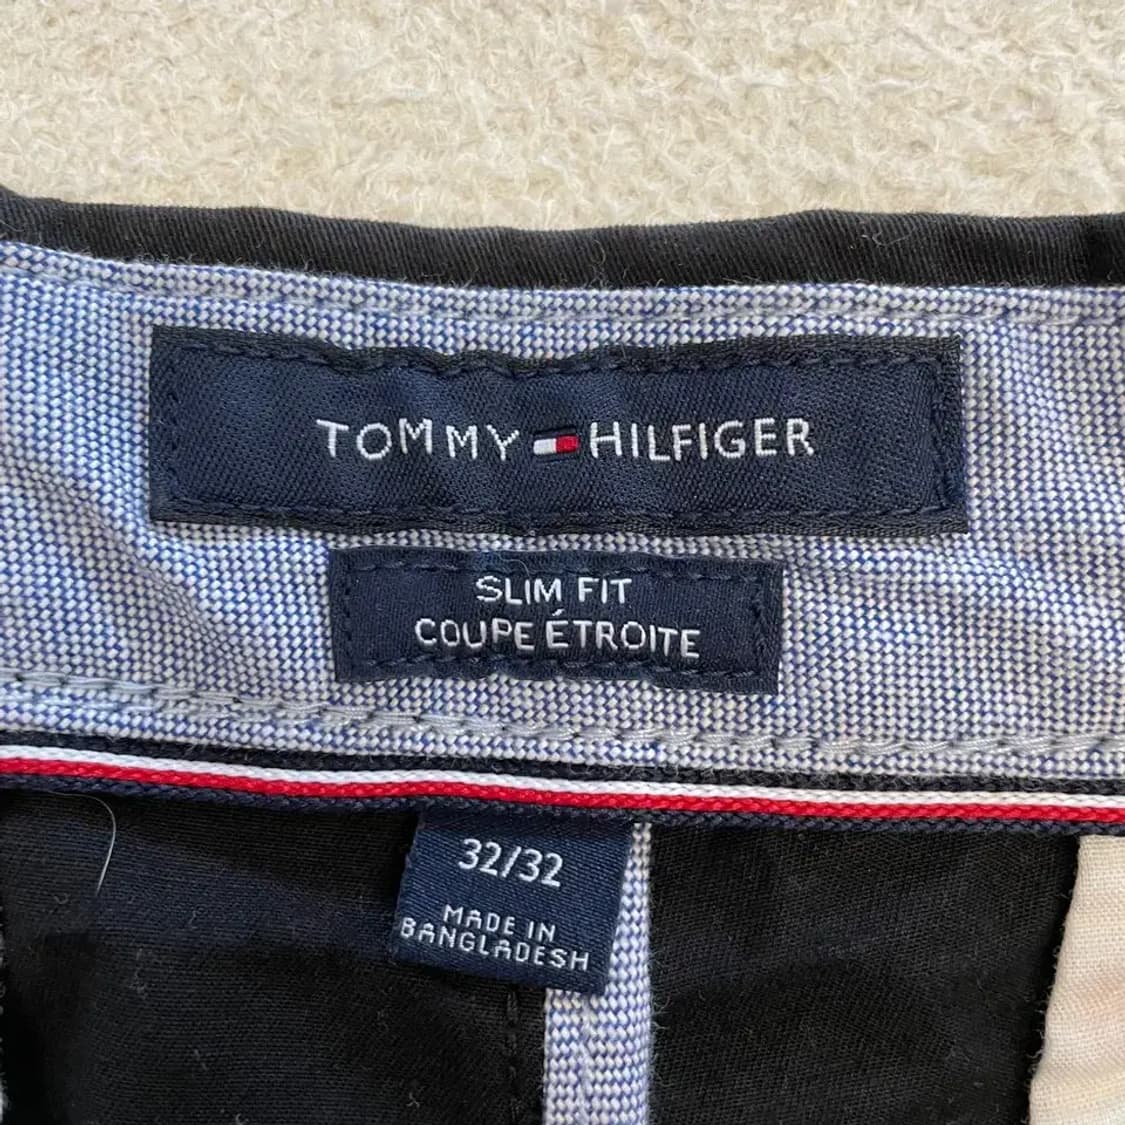 TOMMY HILFIGER
SLIM FIT
COUPE ÉTROITE
32/32
MADE IN
BANGLADESH